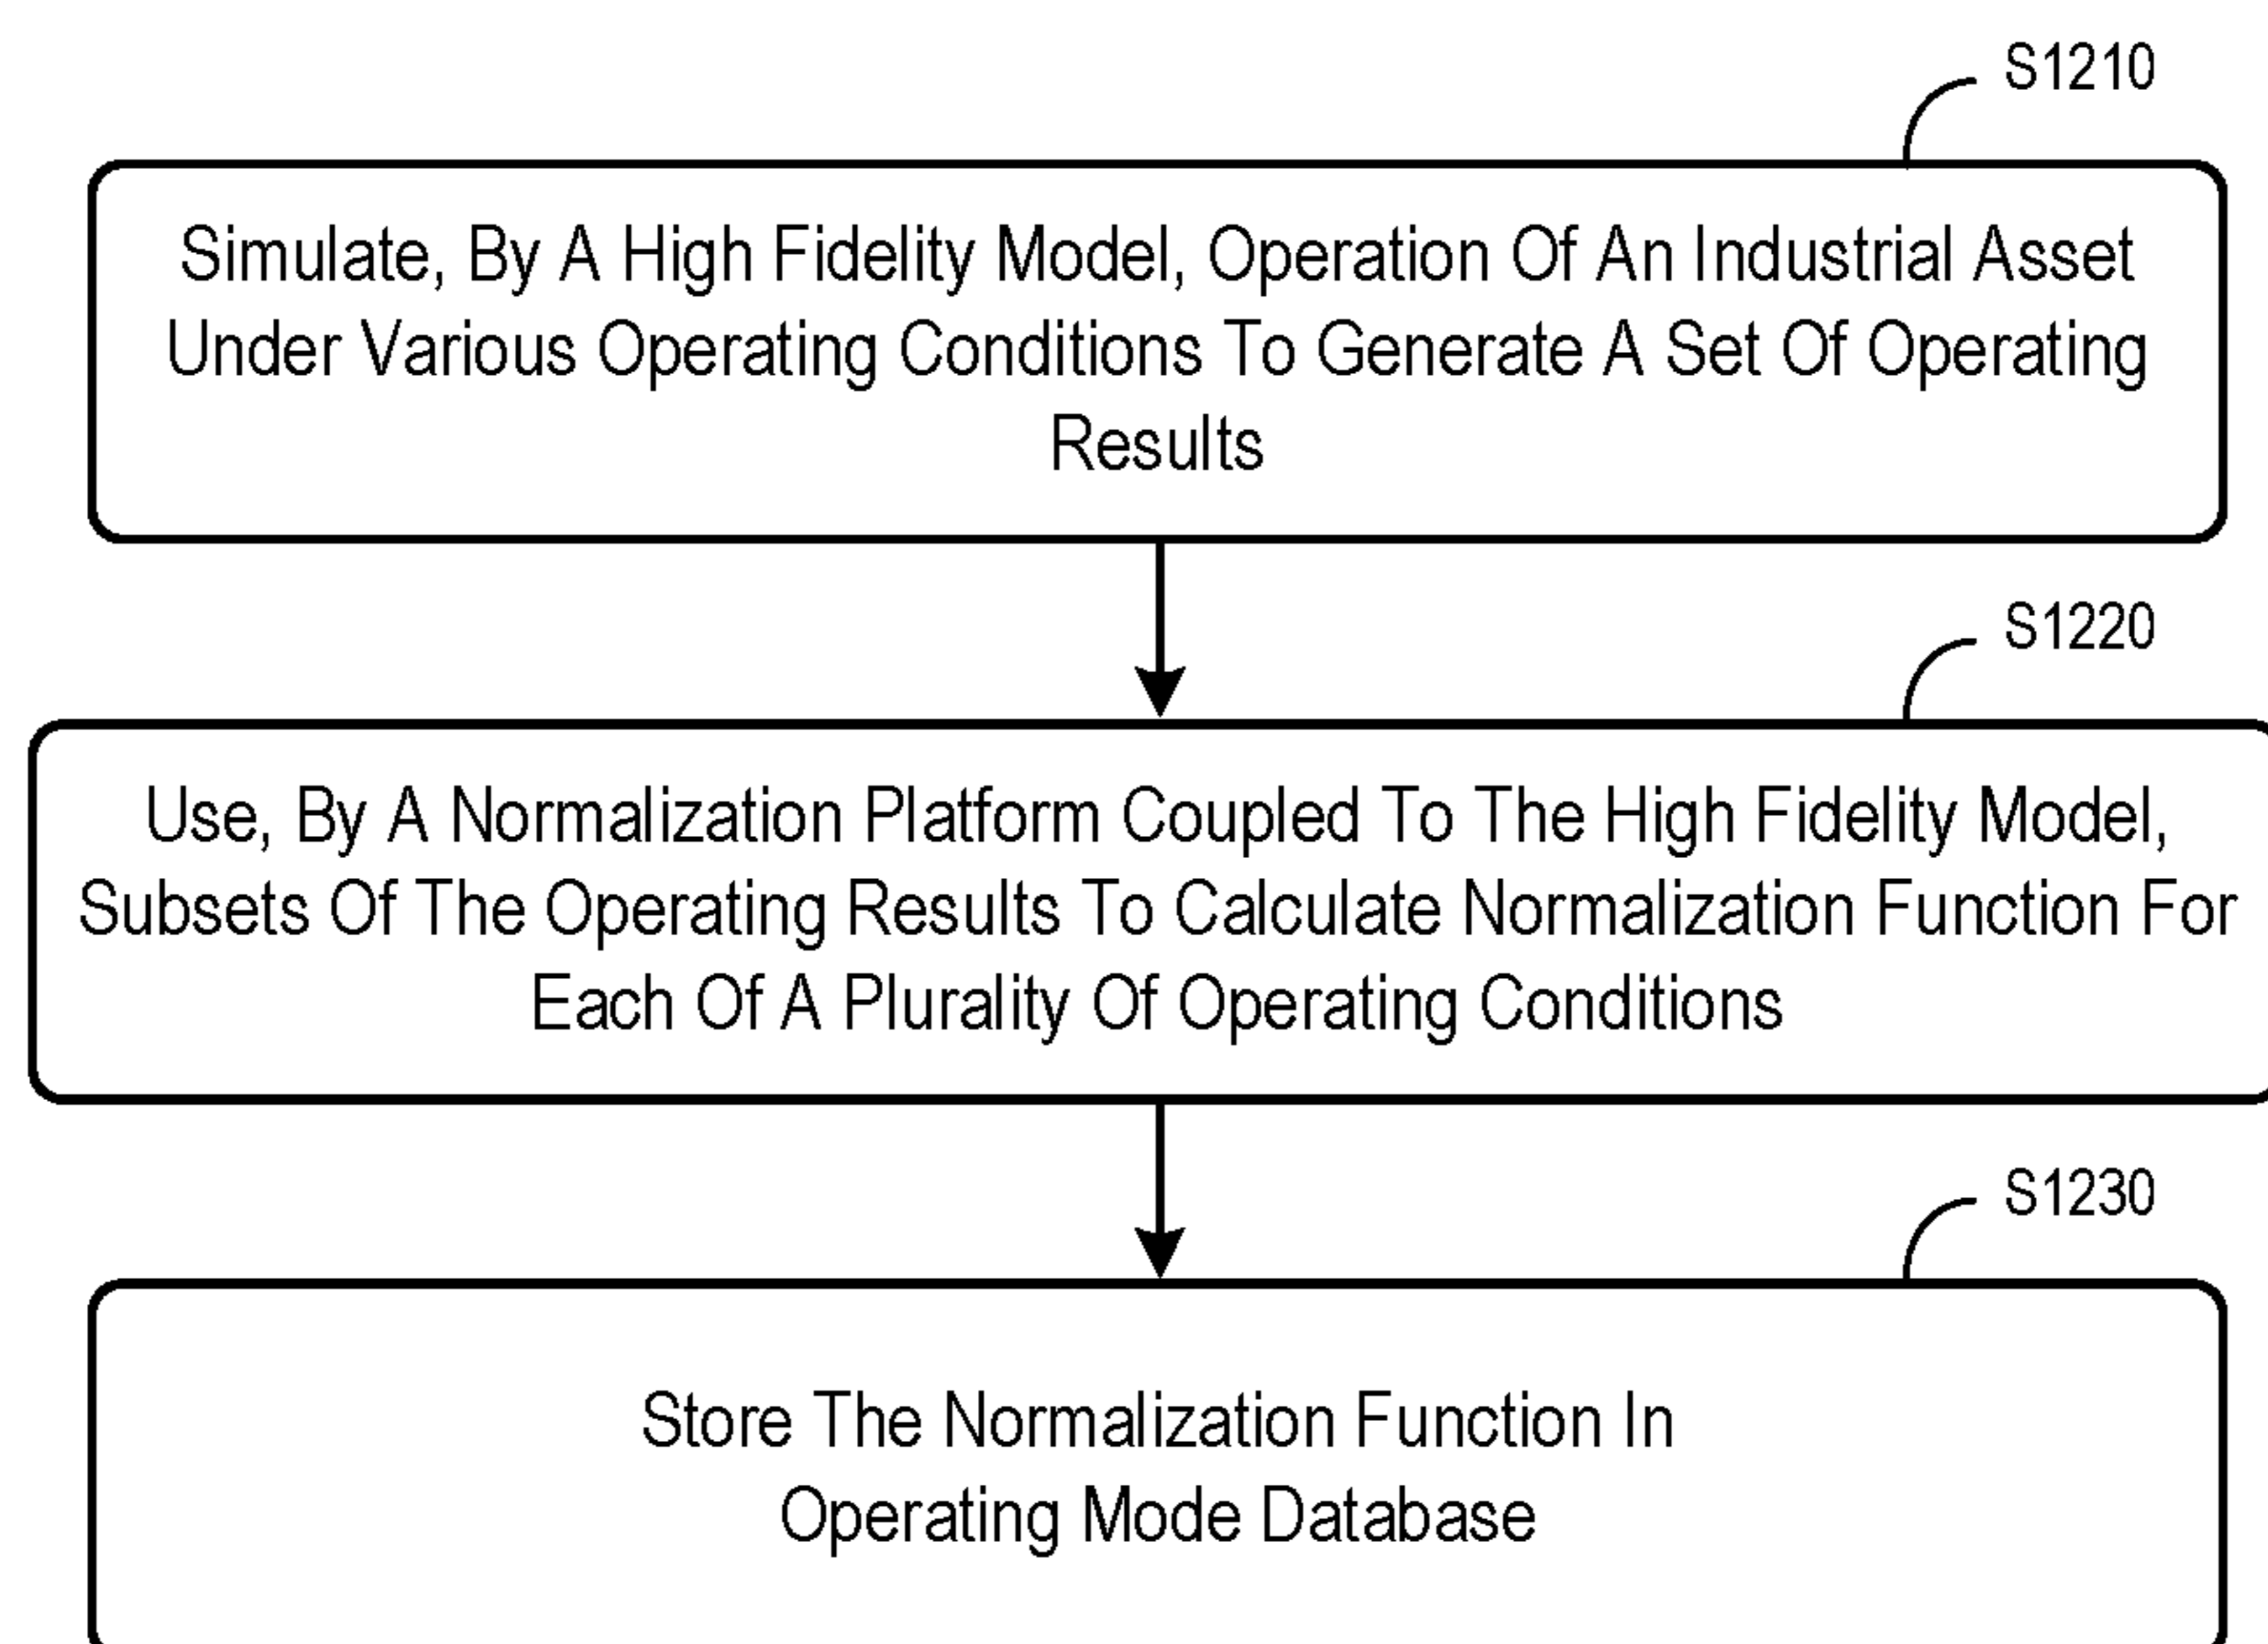 S1210
Simulate, By A High Fidelity Model, Operation Of An Industrial Asset
Under Various Operating Conditions To Generate A Set Of Operating
Results
S1220
Use, By A Normalization Platform Coupled To The High Fidelity Model,
Subsets Of The Operating Results To Calculate Normalization Function For
Each Of A Plurality Of Operating Conditions
S1230
Store The Normalization Function In
Operating Mode Database